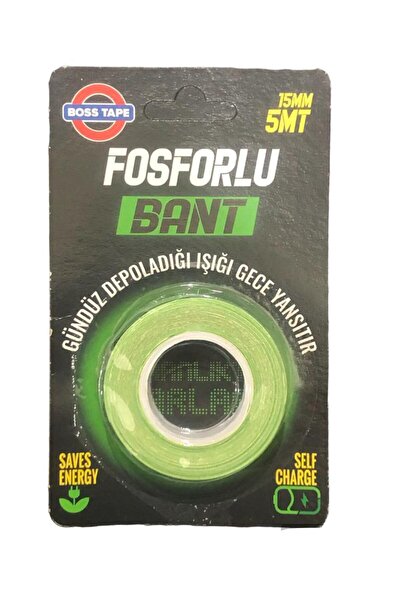 BOSS TAPE
15MM
5MT
FOSFORLU
BANT
GÜNDÜZ DEPOLADIĞI IŞIĞI GECE YANSITIR
SAVES
ENERGY
SELF
CHARGE